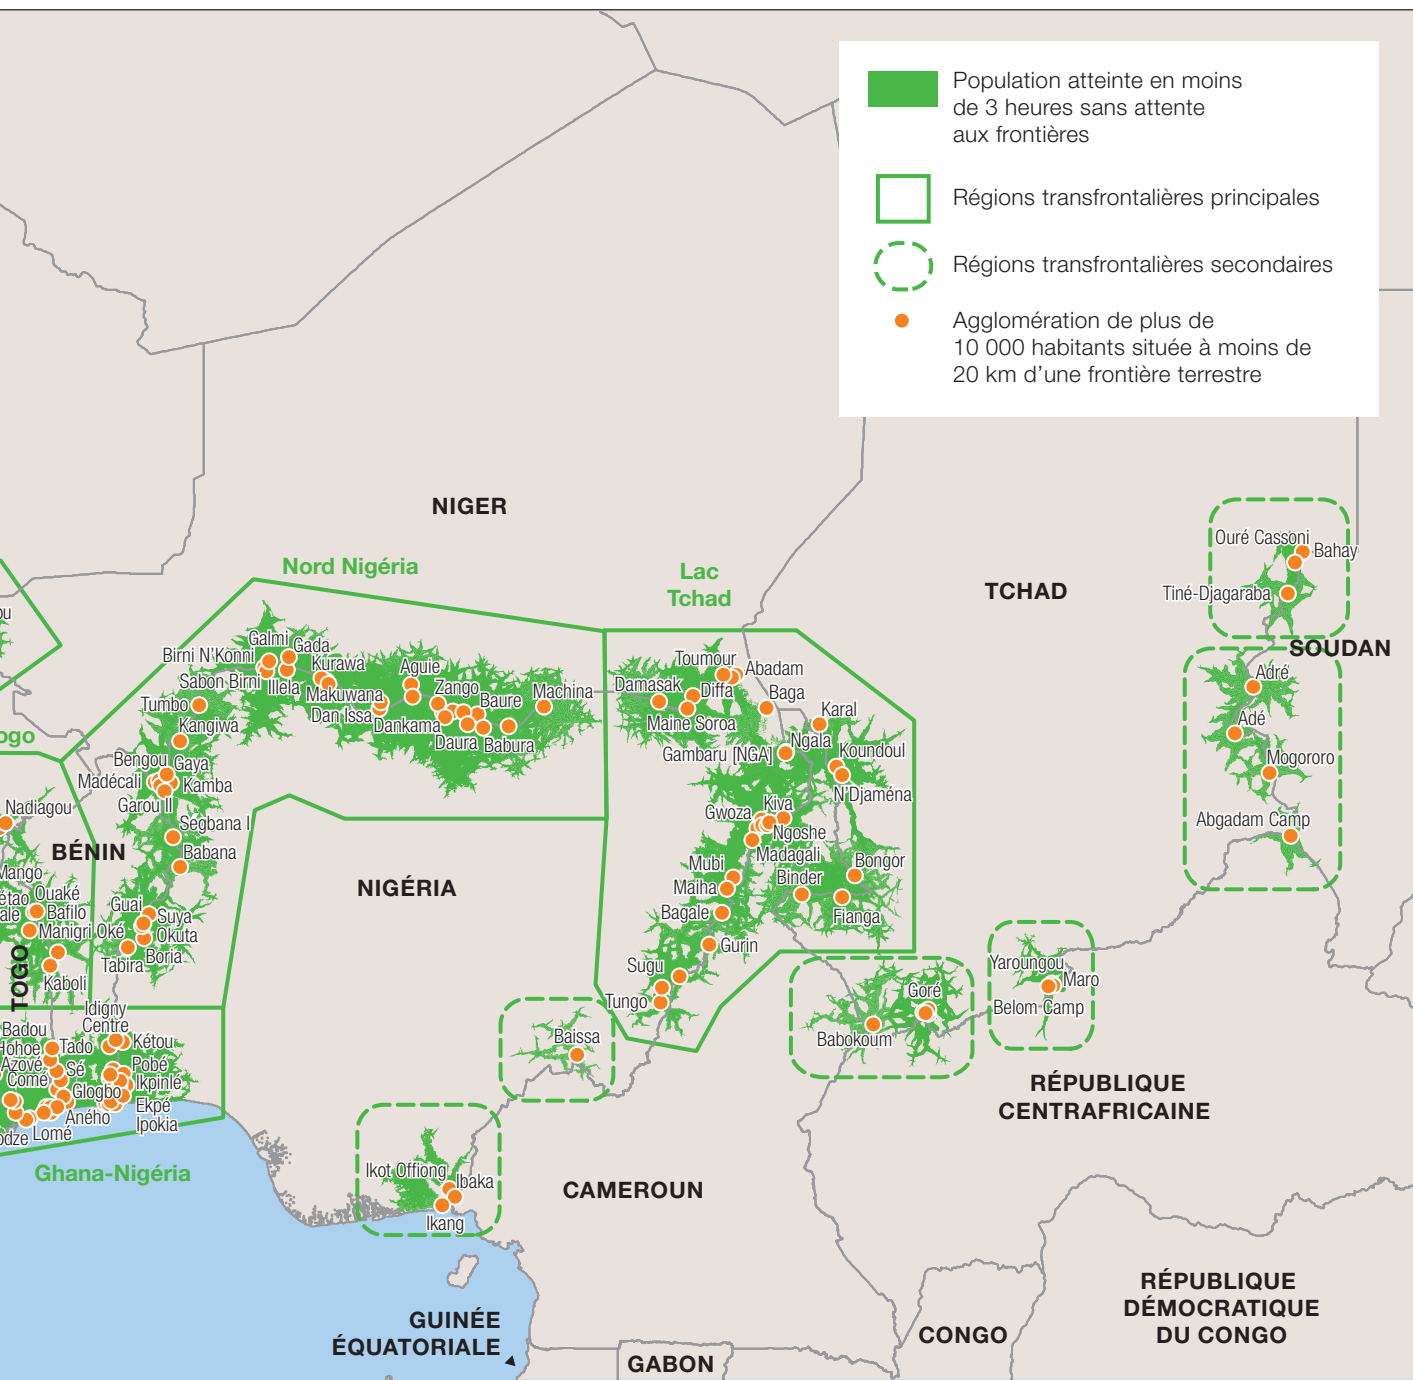 Population atteinte en moins
de 3 heures sans attente
aux frontières
Régions transfrontalières principales
Régions transfrontalières secondaires
Agglomération de plus de
10 000 habitants située à moins de
20 km d'une frontière terrestre
NIGER
Nord Nigéria
Lac
Tchad
TCHAD
Ouré Cassoni
Bahay
Tiné-Djagaraba
SOUDAN
Adré
Adé
Mogororo
Abgadam Camp
Galmi
Gada
Birni N'Konni
Kurawa
Sabon Birni
Illela
Makuwana
Aguie
Zango
Baure
Machina
Tumbo
Dan Issa
Dankama
Daura
Babura
Kangiwa
Bengou
Gaya
Madécali
Kamba
Garou II
Segbana I
Babana
Toumour
Abadam
Damasak
Diffa
Baga
Maine Soroa
Karal
Gambaru [NGA]
Ngala
Koundoul
N'Djaména
Kiva
Gwoza
Ngoshe
Madagali
Mubi
Binder
Bongor
Maiha
Fianga
Bagale
Gurin
Sugu
Tungo
Nadiagou
BÉNIN
NIGÉRIA
Mango
Ouaké
Bafilo
Manigri Oké
Guai
Suya
Okuta
Boria
Tabira
TOGO
Kaboli
Idigny
Centre
Badou
Hohoe
Tado
Kétou
Azové
Sé
Pobé
Comé
Ikpinle
Glogbo
Ekpé
Aného
Ipokia
Lomé
Ghana-Nigéria
Baissa
Goré
Babokoum
Yaroungou
Maro
Belom Camp
RÉPUBLIQUE
CENTRAFRICAINE
Ikot Offiong
Ibaka
Ikang
CAMEROUN
GUINÉE
ÉQUATORIALE
GABON
CONGO
RÉPUBLIQUE
DÉMOCRATIQUE
DU CONGO